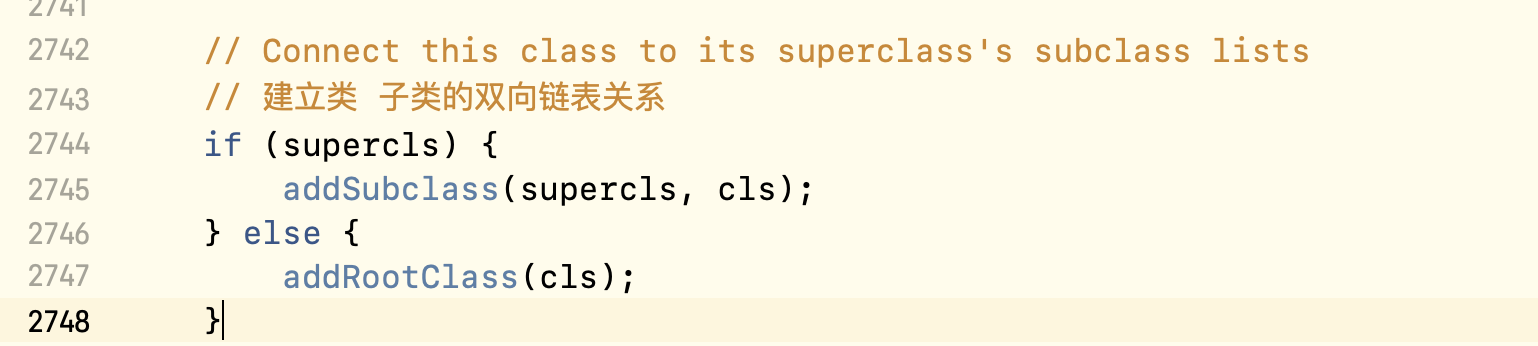 2741
2742 // Connect this class to its superclass's subclass lists
2743 // 建立类 子类的双向链表关系
2744 if (supercls) {
2745 addSubclass(supercls, cls);
2746 } else {
2747 addRootClass(cls);
2748 }